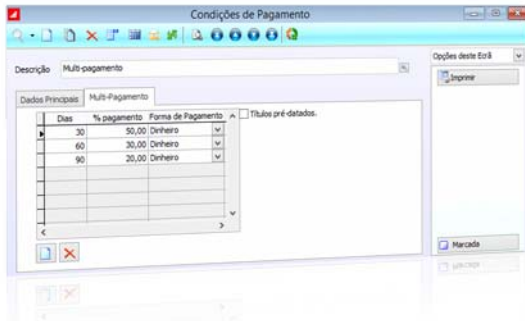 Condições de Pagamento
Opções deste Ecrã
Descrição Multi-pagamento
Imprimir
Dados Principais Multi-Pagamento
Dias % pagamento Forma de Pagamento Títulos pré-datados.
30 50,00 Dinheiro
60 30,00 Dinheiro
90 20,00 Dinheiro
Marcada